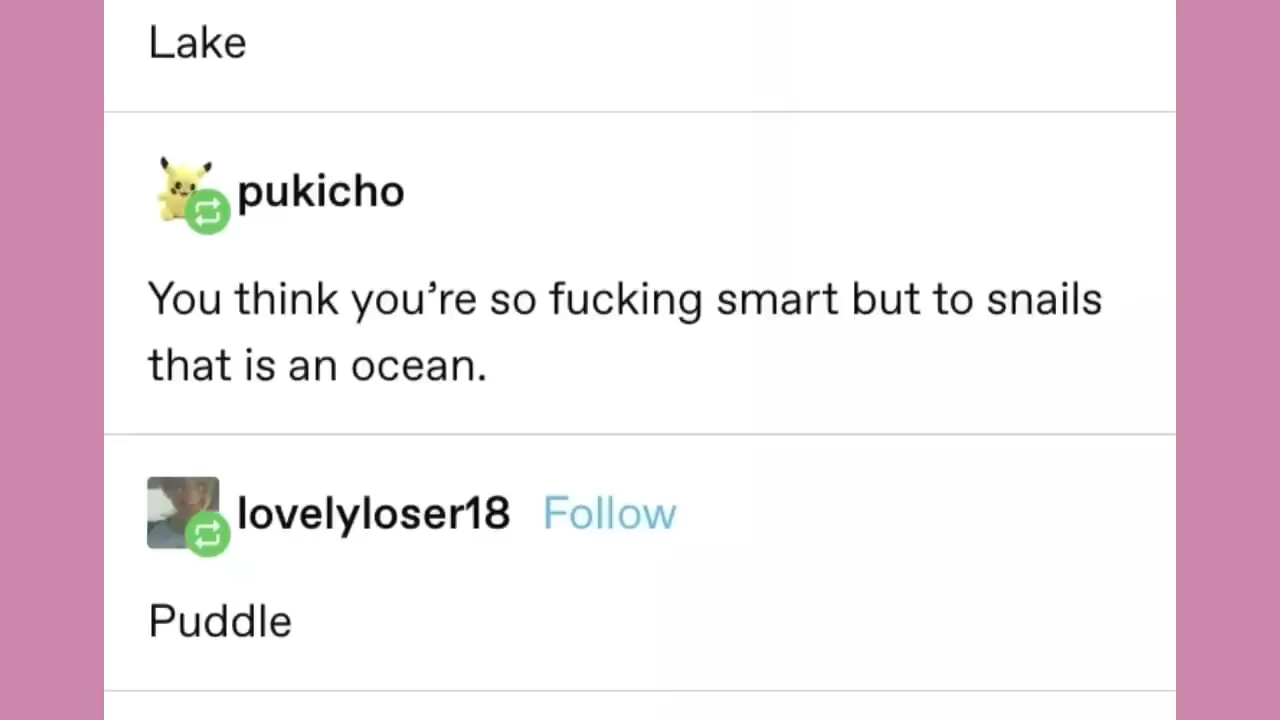 Lake
pukicho
You think you’re so fucking smart but to snails
that is an ocean.
lovelyloser18 Follow
Puddle